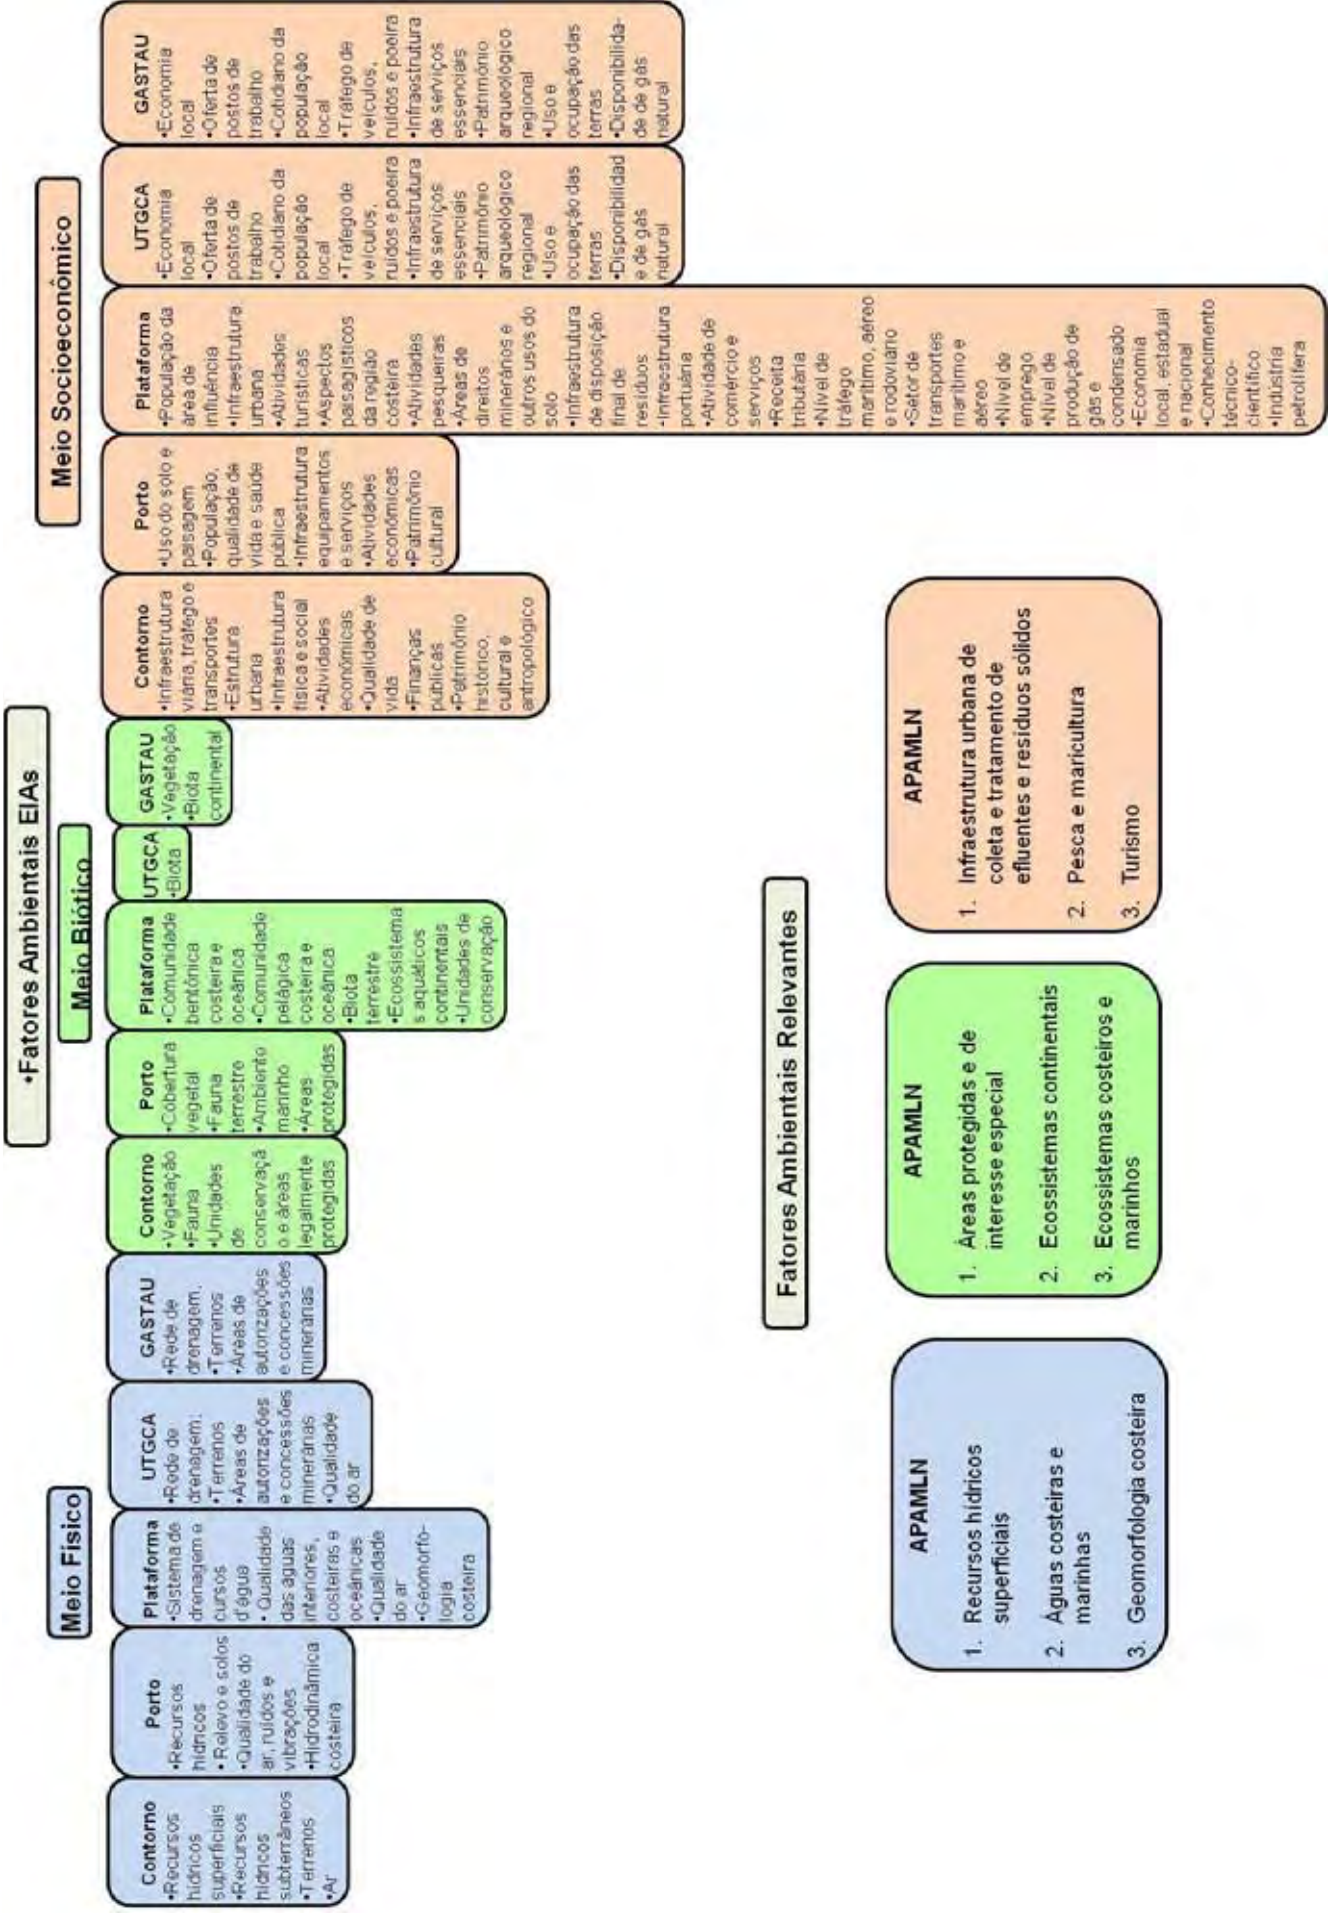 •Fatores Ambientais EIAs
Meio Físico
Contorno
•Recursos
hídricos
superficiais
•Recursos
hídricos
subterrâneos
•Terrenos
•Ar
Porto
•Recursos
hídricos
• Relevo e solos
•Qualidade do
ar, ruídos e
vibrações
•Hidrodinâmica
costeira
Plataforma
•Sistema de
drenagem e
cursos
d'água
• Qualidade
das águas
interiores,
costeiras e
oceânicas
•Qualidade
do ar
•Geomorfo-
logia
costeira
UTGCA
•Rede de
drenagem;
•Terrenos
•Áreas de
autorizações
e concessões
minerárias
•Qualidade
do ar
GASTAU
•Rede de
drenagem;
•Terrenos
•Áreas de
autorizações
e concessões
minerárias
Meio Biótico
Contorno
•Vegetação
•Fauna
•Unidades
de
conservaçã
o e áreas
legalmente
protegidas
Porto
•Cobertura
vegetal
•Fauna
terrestre
•Ambiente
marinho
•Áreas
protegidas
Plataforma
•Comunidade
bentônica
costeira e
oceânica
•Comunidade
pelágica
costeira e
oceânica
•Biota
terrestre
•Ecossistema
s aquáticos
continentais
•Unidades de
conservação
UTGCA
•Biota
GASTAU
•Vegetação
•Biota
continental
Meio Socioeconômico
Contorno
•Infraestrutura
viária, tráfego e
transportes
•Estrutura
urbana
•Infraestrutura
física e social
•Atividades
econômicas
•Qualidade de
vida
•Finanças
públicas
•Patrimônio
histórico,
cultural e
antropológico
Porto
•Uso do solo e
paisagem
•População,
qualidade de
vida e saúde
pública
•Infraestrutura
equipamentos
e serviços
•Atividades
econômicas
•Patrimônio
cultural
Plataforma
•População da
área de
influência
•Infraestrutura
urbana
•Atividades
turísticas
•Aspectos
paisagísticos
da região
costeira
•Atividades
pesqueiras
•Áreas de
direitos
minerários e
outros usos do
solo
•Infraestrutura
de disposição
final de
resíduos
•Infraestrutura
portuária
•Atividade de
comércio e
serviços
•Receita
tributária
•Nível de
tráfego
marítimo, aéreo
e rodoviário
•Setor de
transportes
marítimo e
aéreo
•Nível de
emprego
•Nível de
produção de
gás e
condensado
•Economia
local, estadual
e nacional
•Conhecimento
técnico-
científico
•Indústria
petrolífera
UTGCA
•Economia
local
•Oferta de
postos de
trabalho
•Cotidiano da
população
local
•Tráfego de
veículos,
ruídos e poeira
•Infraestrutura
de serviços
essenciais
•Patrimônio
arqueológico
regional
•Uso e
ocupação das
terras
•Disponibilidad
e de gás
natural
GASTAU
•Economia
local
•Oferta de
postos de
trabalho
•Cotidiano da
população
local
•Tráfego de
veículos,
ruídos e poeira
•Infraestrutura
de serviços
essenciais
•Patrimônio
arqueológico
regional
•Uso e
ocupação das
terras
•Disponibilida-
de de gás
natural
Fatores Ambientais Relevantes
APAMLN
1. Recursos hídricos
superficiais
2. Águas costeiras e
marinhas
3. Geomorfologia costeira
APAMLN
1. Áreas protegidas e de
interesse especial
2. Ecossistemas continentais
3. Ecossistemas costeiros e
marinhos
APAMLN
1. Infraestrutura urbana de
coleta e tratamento de
efluentes e resíduos sólidos
2. Pesca e maricultura
3. Turismo